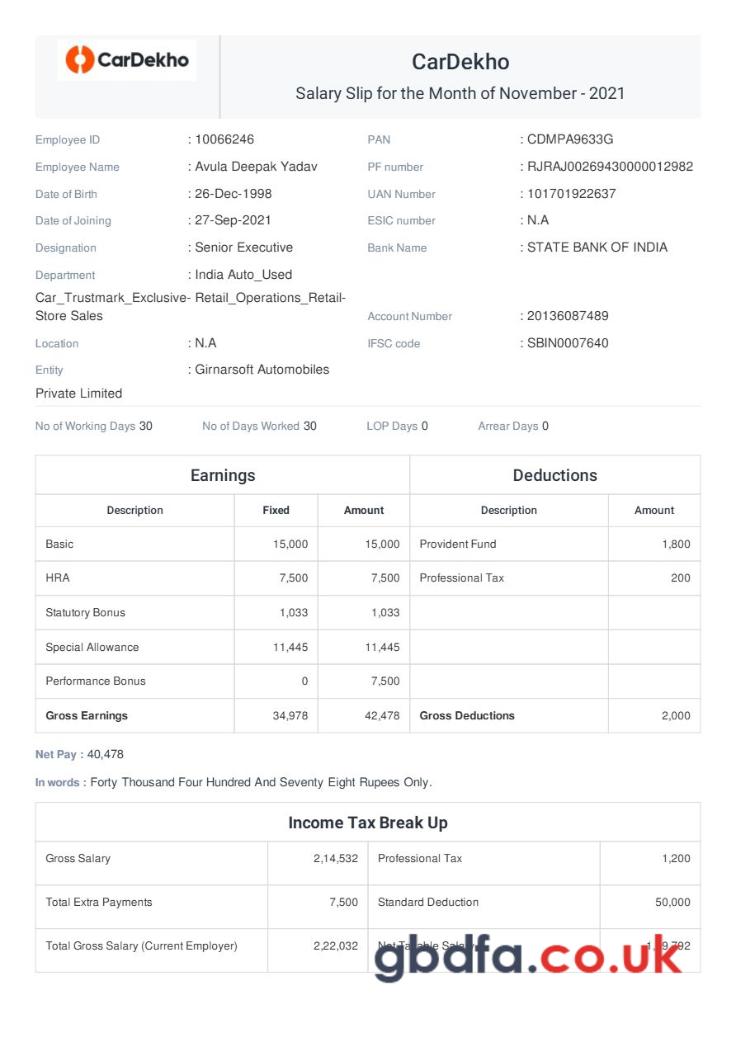 CarDekho
CarDekho
Salary Slip for the Month of November - 2021
Employee ID : 10066246 PAN : CDMPA9633G
Employee Name : Avula Deepak Yadav PF number : RJRAJ00269430000012982
Date of Birth : 26-Dec-1998 UAN Number : 101701922637
Date of Joining : 27-Sep-2021 ESIC number : N.A
Designation : Senior Executive Bank Name : STATE BANK OF INDIA
Department : India Auto_Used
Car_Trustmark_Exclusive- Retail_Operations_Retail-
Store Sales Account Number : 20136087489
Location : N.A IFSC code : SBIN0007640
Entity : Girnarsoft Automobiles
Private Limited
No of Working Days 30 No of Days Worked 30 LOP Days 0 Arrear Days 0
Earnings Deductions
Description Fixed Amount Description Amount
Basic 15,000 15,000 Provident Fund 1,800
HRA 7,500 7,500 Professional Tax 200
Statutory Bonus 1,033 1,033
Special Allowance 11,445 11,445
Performance Bonus 0 7,500
Gross Earnings 34,978 42,478 Gross Deductions 2,000
Net Pay : 40,478
In words : Forty Thousand Four Hundred And Seventy Eight Rupees Only.
Income Tax Break Up
Gross Salary 2,14,532 Professional Tax 1,200
Total Extra Payments 7,500 Standard Deduction 50,000
Total Gross Salary (Current Employer) 2,22,032 Net Taxable Salary
gbdfa.co.uk